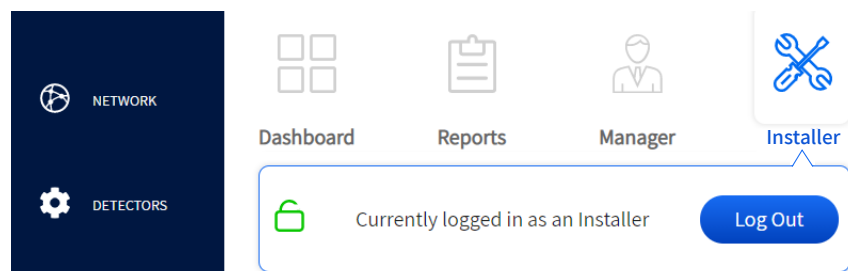 NETWORK
DETECTORS
Dashboard Reports Manager Installer
Currently logged in as an Installer Log Out